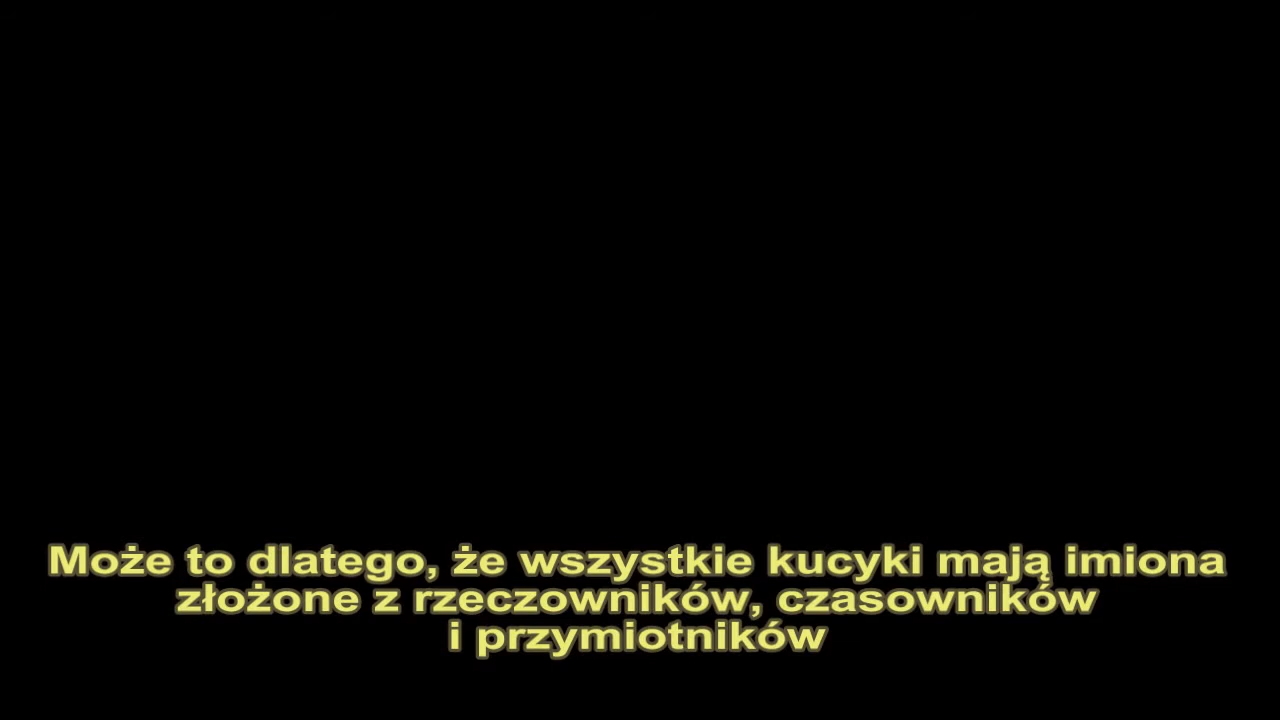 Może to dlatego, że wszystkie kucyki mają imiona
złożone z rzeczowników, czasowników
i przymiotników